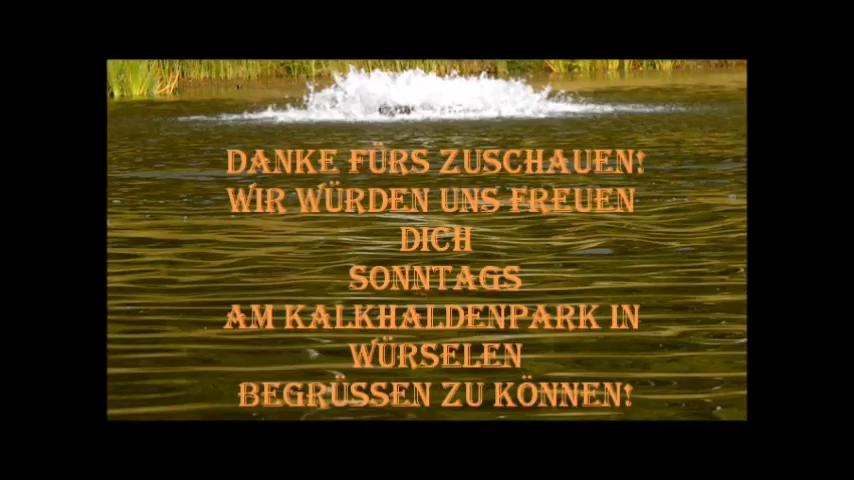 DANKE FÜRS ZUSCHAUEN!
WIR WÜRDEN UNS FREUEN
DICH
SONNTAGS
AM KALKHALDENPARK IN
WÜRSELEN
BEGRÜSSEN ZU KÖNNEN!